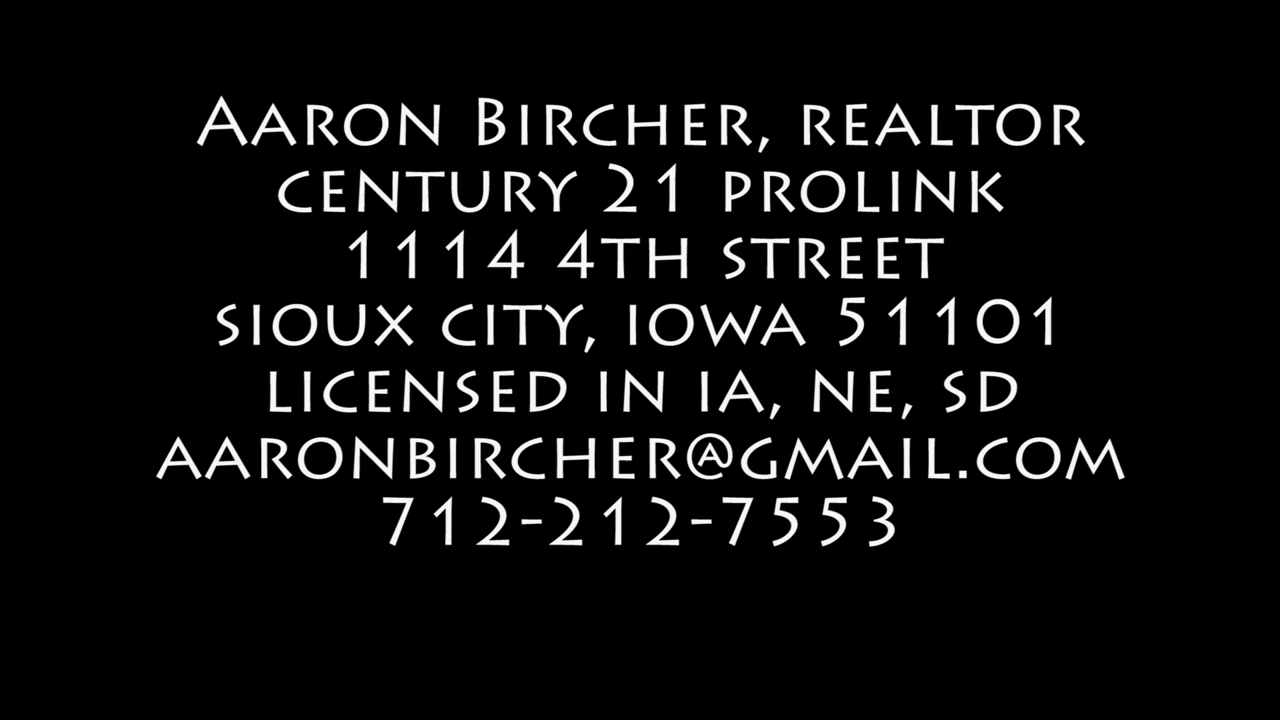 Aaron Bircher, realtor
century 21 prolink
1114 4th street
sioux city, iowa 51101
licensed in ia, ne, sd
aaronbircher@gmail.com
712-212-7553